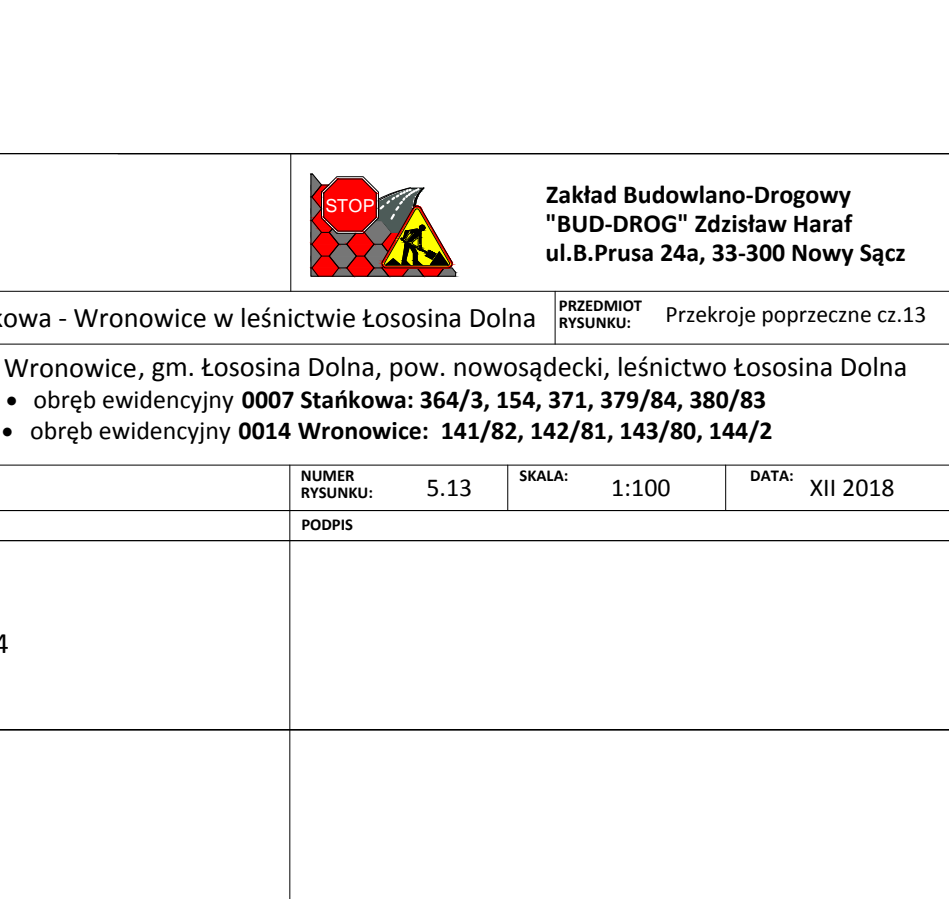 STOP
Zakład Budowlano-Drogowy
"BUD-DROG" Zdzisław Haraf
ul.B.Prusa 24a, 33-300 Nowy Sącz
kowa - Wronowice w leśnictwie Łososina Dolna
PRZEDMIOT
RYSUNKU:
Przekroje poprzeczne cz.13
Wronowice, gm. Łososina Dolna, pow. nowosądecki, leśnictwo Łososina Dolna
• obręb ewidencyjny 0007 Stańkowa: 364/3, 154, 371, 379/84, 380/83
• obręb ewidencyjny 0014 Wronowice: 141/82, 142/81, 143/80, 144/2
NUMER
RYSUNKU:
5.13
SKALA:
1:100
DATA:
XII 2018
PODPIS
4